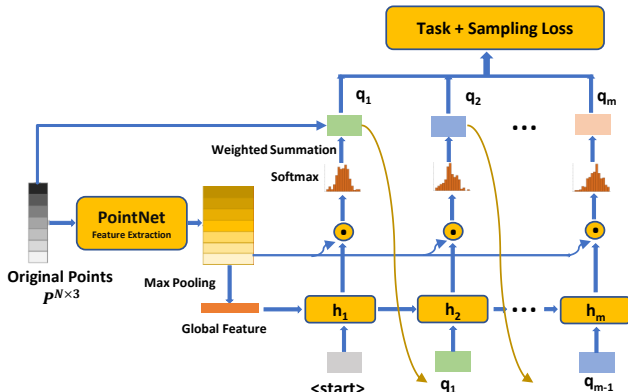 Task + Sampling Loss
q1
q2
qm
Weighted Summation
...
Softmax
PointNet
Feature Extraction
Original Points
P^N×3
Max Pooling
Global Feature
h1
h2
...
hm
<start>
q1
qm-1